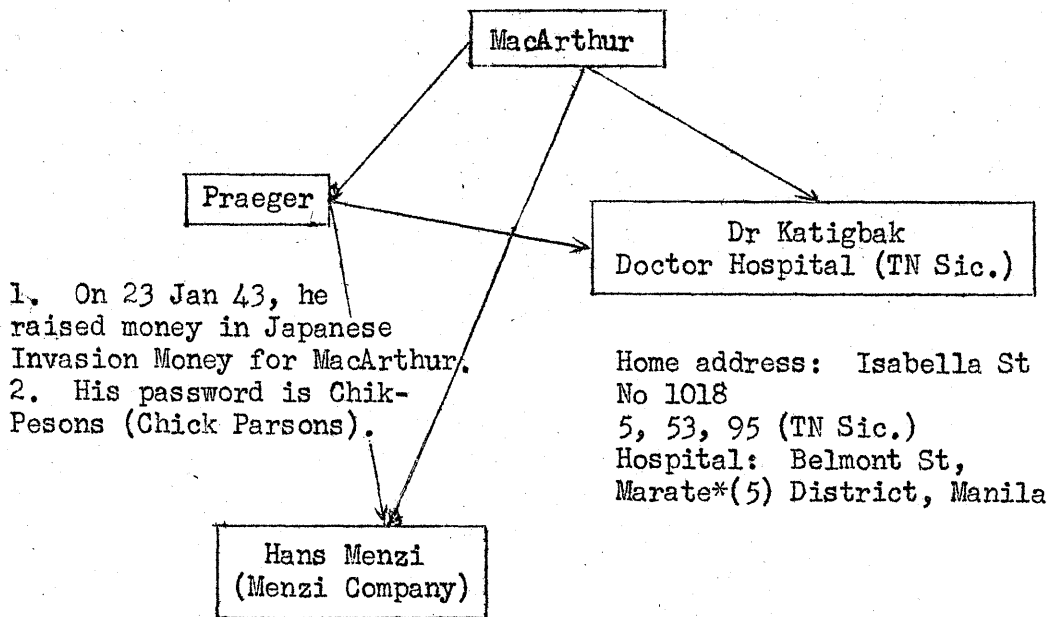 MacArthur
Praeger
Dr Katigbak
Doctor Hospital (TN Sic.)
1. On 23 Jan 43, he
raised money in Japanese
Invasion Money for MacArthur.
2. His password is Chik-
Pesons (Chick Parsons).
Home address: Isabella St
No 1018
5, 53, 95 (TN Sic.)
Hospital: Belmont St,
Marate*(5) District, Manila
Hans Menzi
(Menzi Company)